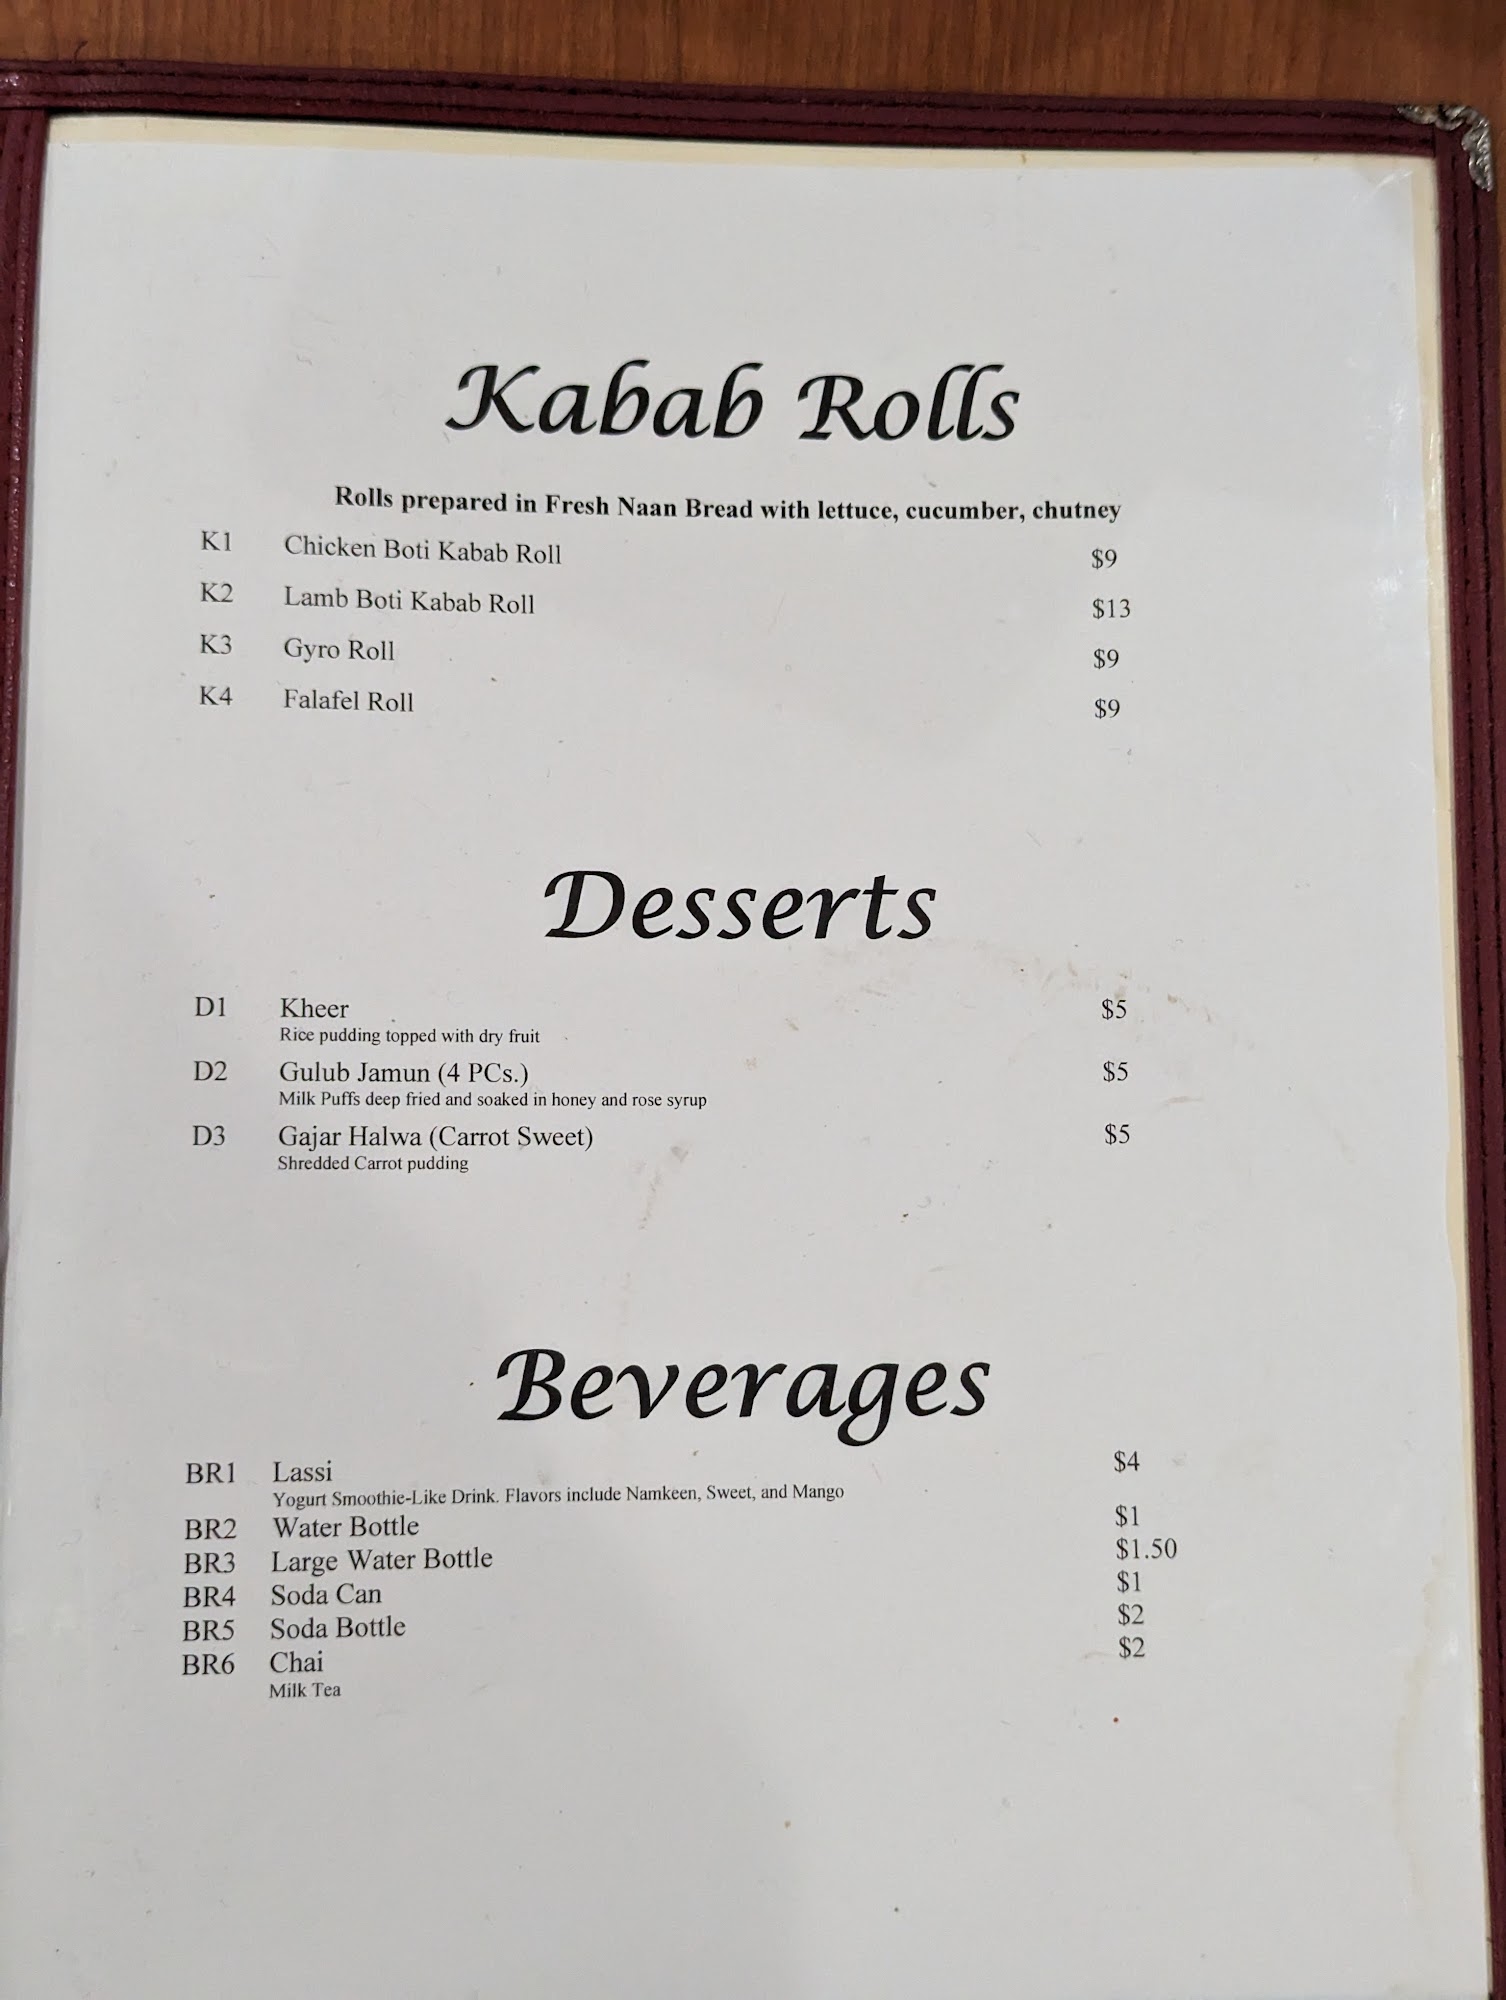 Kabab Rolls
Rolls prepared in Fresh Naan Bread with lettuce, cucumber, chutney
K1 Chicken Boti Kabab Roll $9
K2 Lamb Boti Kabab Roll $13
K3 Gyro Roll $9
K4 Falafel Roll $9
Desserts
D1 Kheer $5
Rice pudding topped with dry fruit
D2 Gulub Jamun (4 PCs.) $5
Milk Puffs deep fried and soaked in honey and rose syrup
D3 Gajar Halwa (Carrot Sweet) $5
Shredded Carrot pudding
Beverages
BR1 Lassi $4
Yogurt Smoothie-Like Drink. Flavors include Namkeen, Sweet, and Mango
BR2 Water Bottle $1
BR3 Large Water Bottle $1.50
BR4 Soda Can $1
BR5 Soda Bottle $2
BR6 Chai $2
Milk Tea